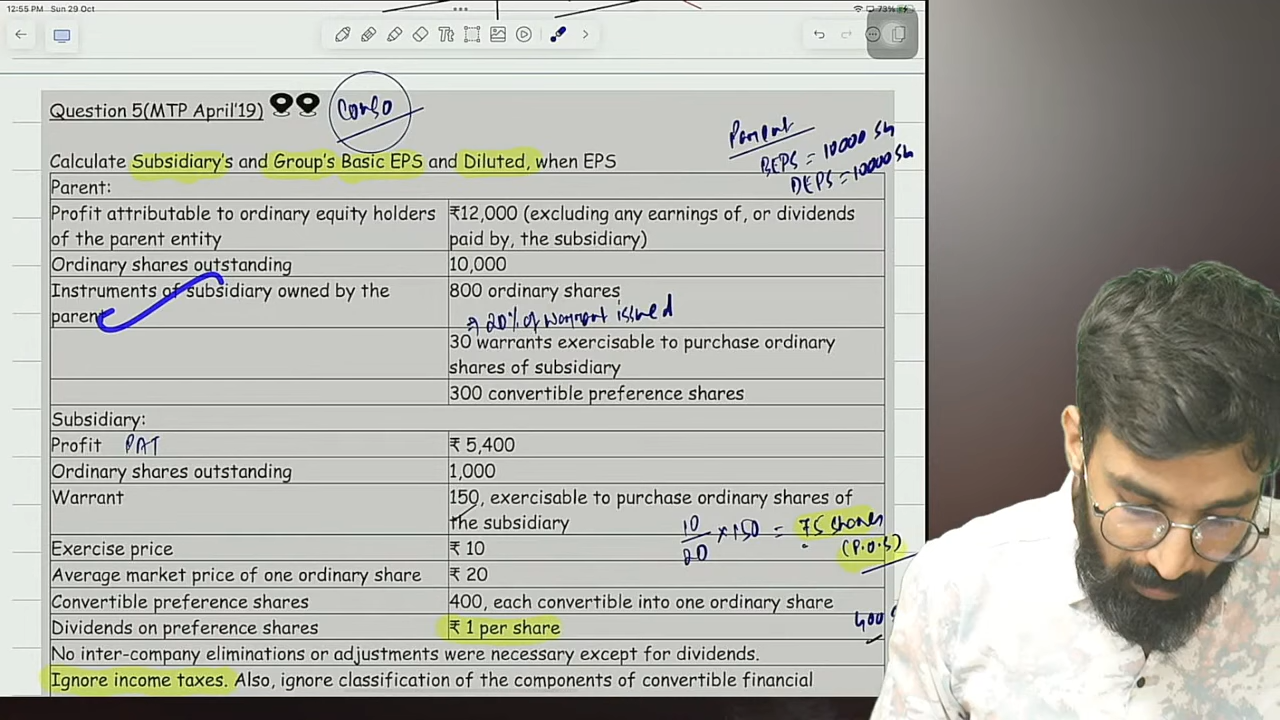 12:55 PM Sun 29 Oct
73%
Question 5(MTP April'19)
Conso
Parent
BEPS = 10000 Sh
DEPS = 10000 Sh
Calculate Subsidiary's and Group's Basic EPS and Diluted, when EPS
Parent:
Profit attributable to ordinary equity holders of the parent entity
₹12,000 (excluding any earnings of, or dividends paid by, the subsidiary)
Ordinary shares outstanding
10,000
Instruments of subsidiary owned by the parent
800 ordinary shares
→ 20% of warrant issued
30 warrants exercisable to purchase ordinary shares of subsidiary
300 convertible preference shares
Subsidiary:
Profit PAT
₹ 5,400
Ordinary shares outstanding
1,000
Warrant
150, exercisable to purchase ordinary shares of the subsidiary
10/20 × 150 = 75 shares
(P.O.S)
Exercise price
₹ 10
Average market price of one ordinary share
₹ 20
Convertible preference shares
400, each convertible into one ordinary share
400 S
Dividends on preference shares
₹ 1 per share
No inter-company eliminations or adjustments were necessary except for dividends.
Ignore income taxes. Also, ignore classification of the components of convertible financial